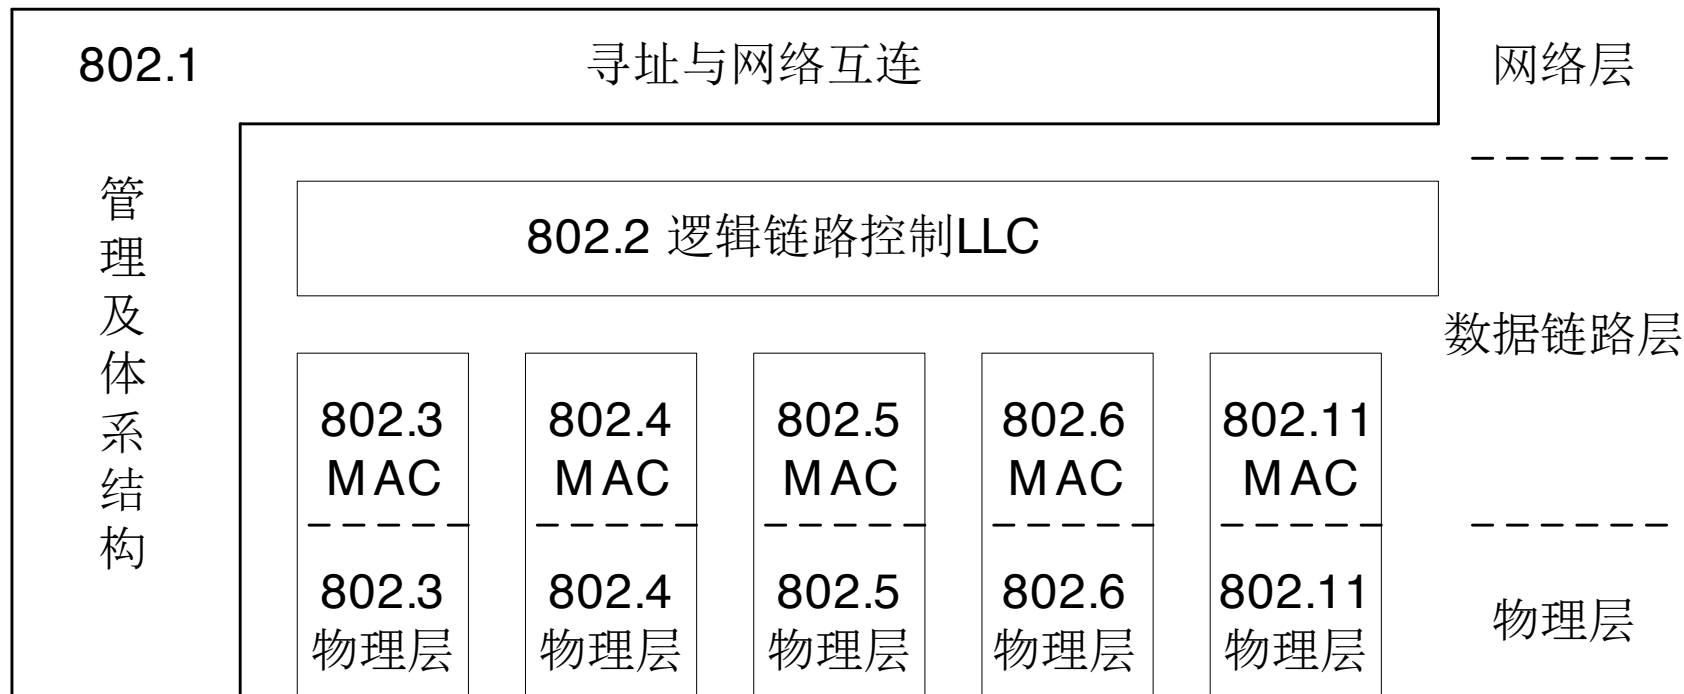 802.1
寻址与网络互连
网络层
管理及体系结构
802.2 逻辑链路控制LLC
数据链路层
802.3
MAC
802.4
MAC
802.5
MAC
802.6
MAC
802.11
MAC
802.3
物理层
802.4
物理层
802.5
物理层
802.6
物理层
802.11
物理层
物理层